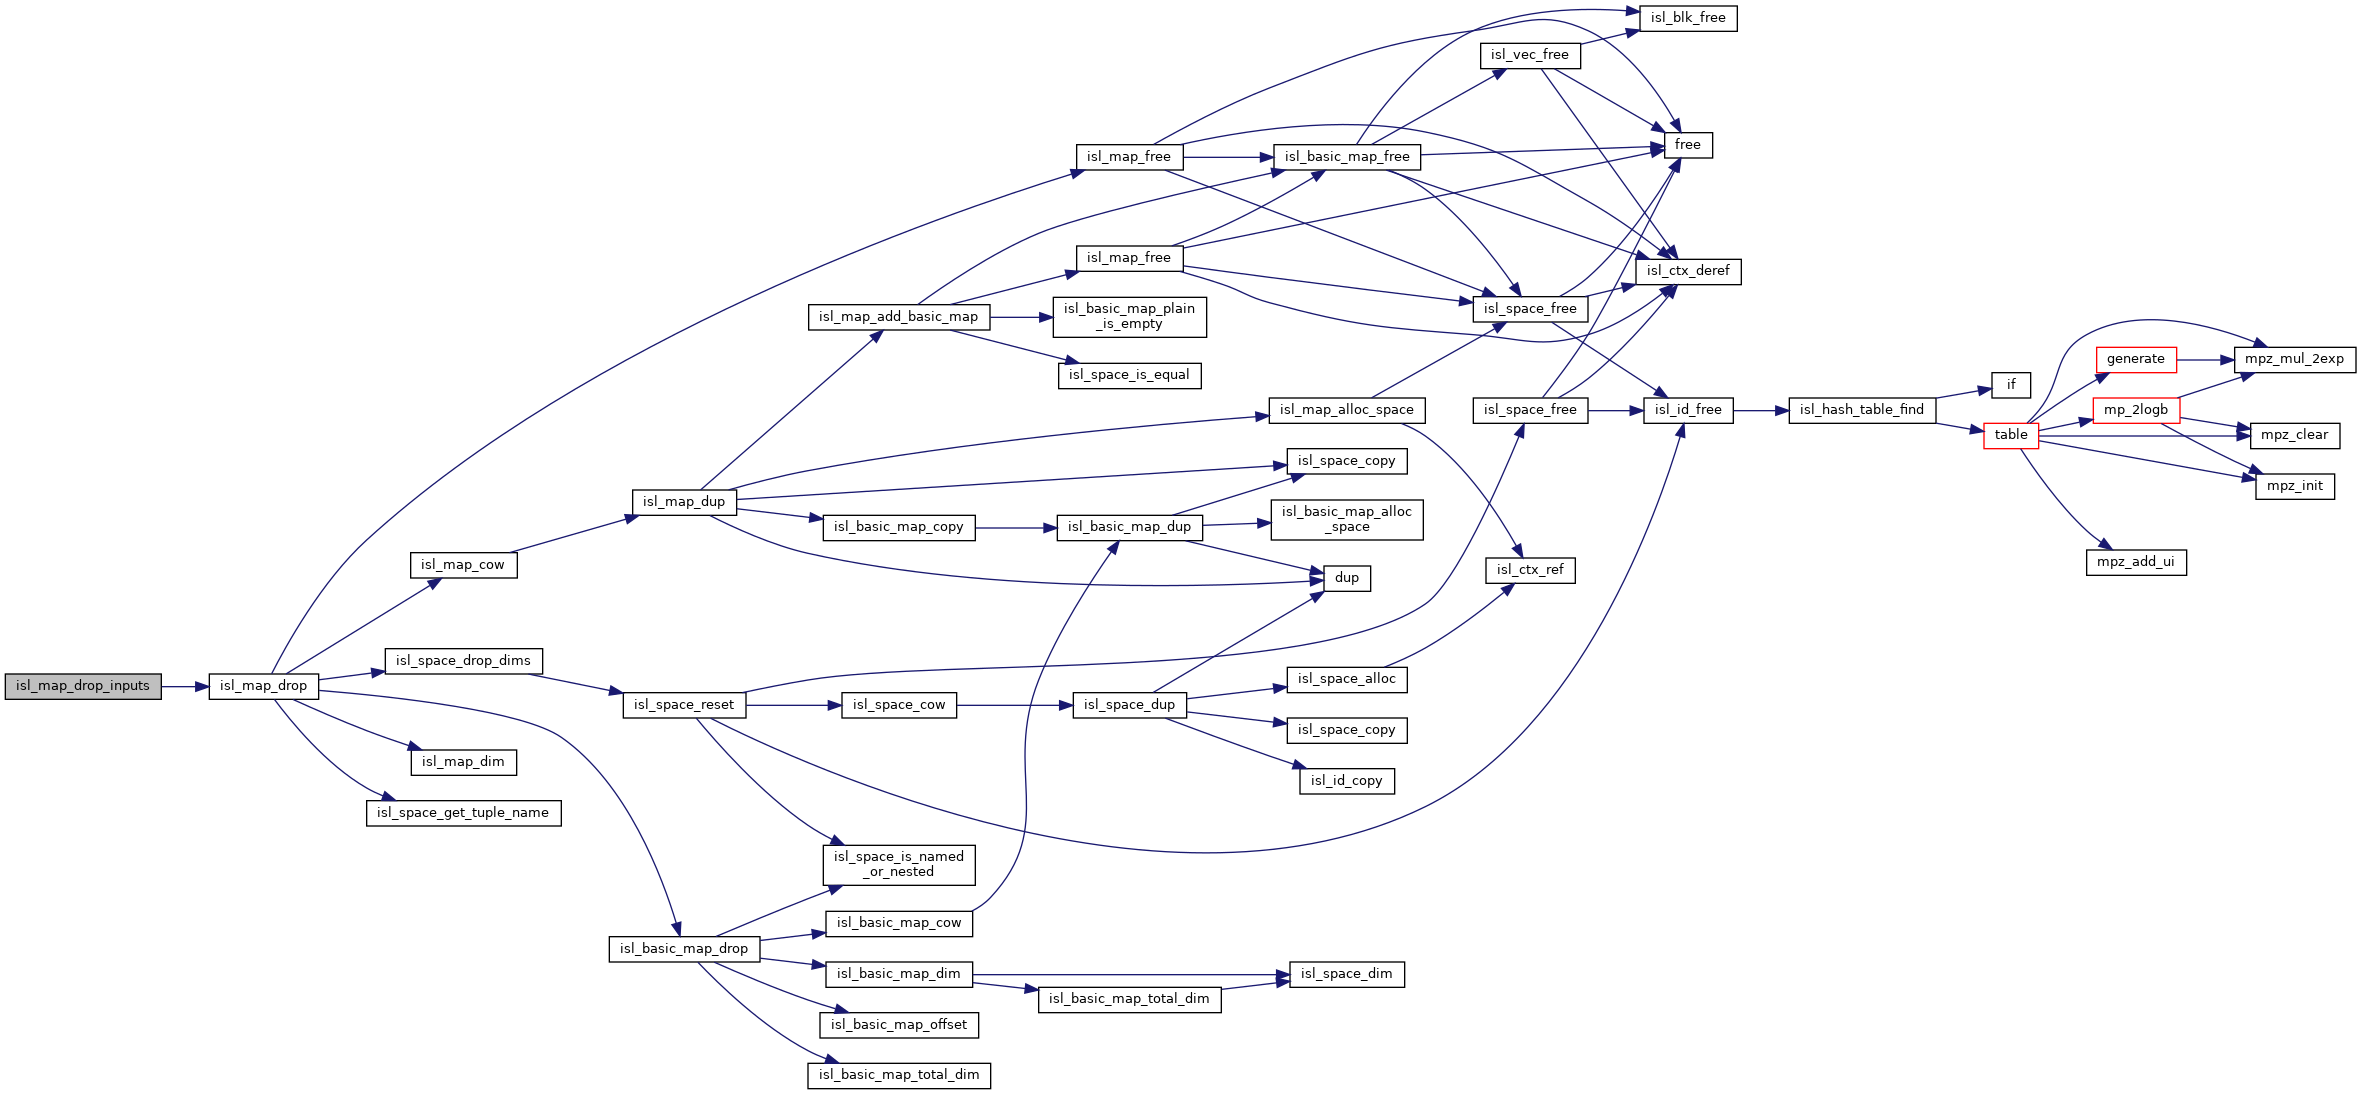 isl_map_drop_inputs
isl_map_drop
isl_map_cow
isl_space_drop_dims
isl_map_dim
isl_space_get_tuple_name
isl_map_dup
isl_space_reset
isl_basic_map_drop
isl_map_add_basic_map
isl_basic_map_copy
isl_space_cow
isl_space_is_named
_or_nested
isl_basic_map_cow
isl_basic_map_dim
isl_basic_map_offset
isl_basic_map_total_dim
isl_map_free
isl_map_free
isl_basic_map_plain
_is_empty
isl_space_is_equal
isl_basic_map_dup
isl_space_dup
isl_basic_map_total_dim
isl_basic_map_free
isl_map_alloc_space
isl_space_copy
isl_basic_map_alloc
_space
dup
isl_space_alloc
isl_space_copy
isl_id_copy
isl_space_dim
isl_vec_free
isl_space_free
isl_space_free
isl_ctx_ref
isl_blk_free
free
isl_ctx_deref
isl_id_free
isl_hash_table_find
if
table
generate
mp_2logb
mpz_add_ui
mpz_mul_2exp
mpz_clear
mpz_init